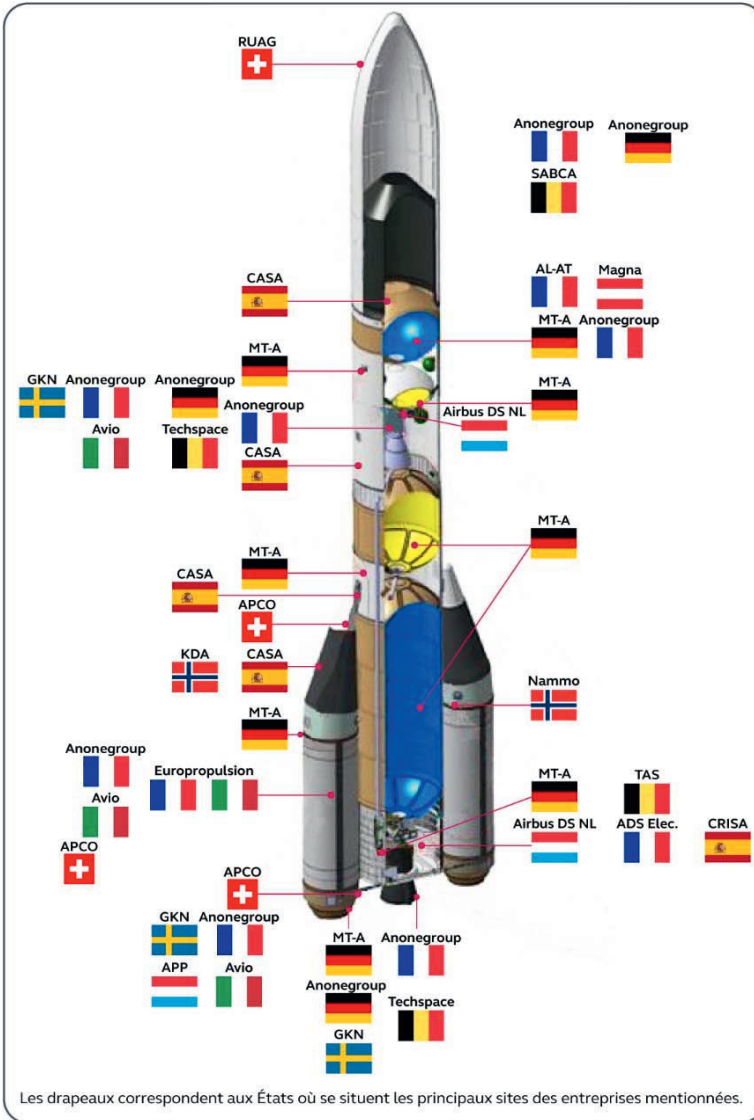 RUAG
Anonegroup Anonegroup
SABCA
AL-AT Magna
CASA
MT-A Anonegroup
MT-A
GKN Anonegroup Anonegroup
MT-A
Anonegroup
Airbus DS NL
Avio Techspace
CASA
MT-A
MT-A
CASA
APCO
KDA CASA
Nammo
MT-A
Anonegroup
Europropulsion
MT-A TAS
Avio
Airbus DS NL ADS Elec. CRISA
APCO
APCO
GKN Anonegroup
MT-A Anonegroup
APP Avio
Anonegroup
Techspace
GKN
Les drapeaux correspondent aux États où se situent les principaux sites des entreprises mentionnées.